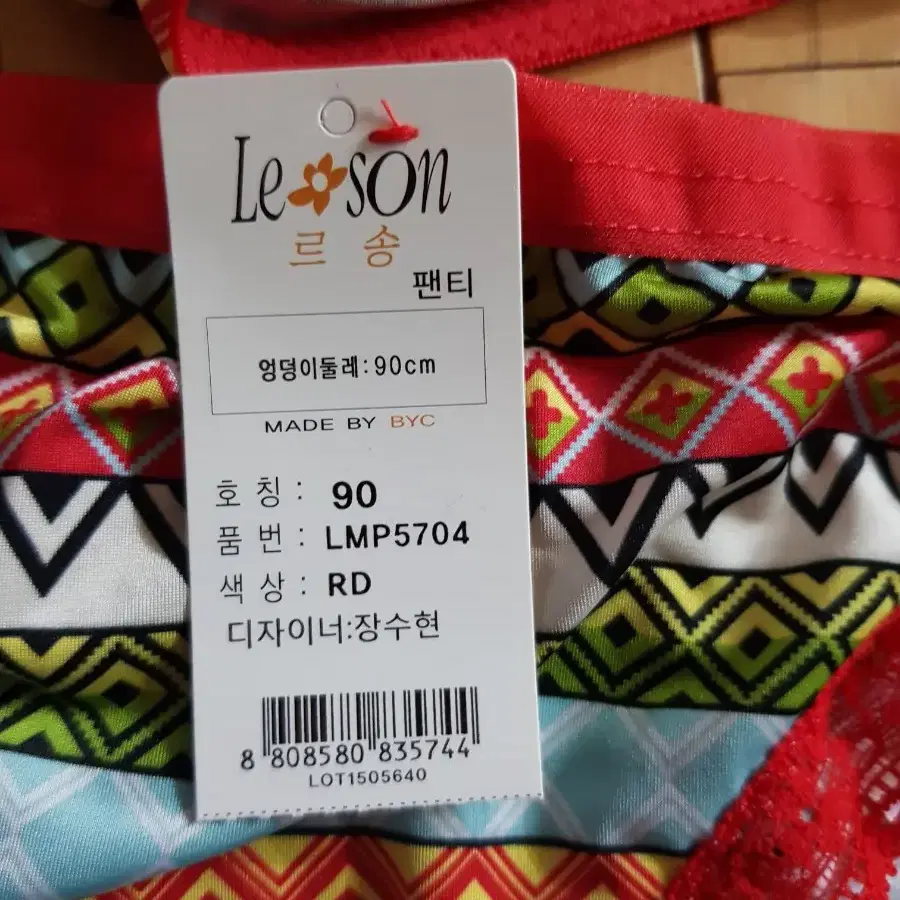 Le son
르송
팬티
엉덩이둘레:90cm
MADE BY BYC
호칭: 90
품번: LMP5704
색상: RD
디자이너:장수현
8 808580 835744
LOT1505640